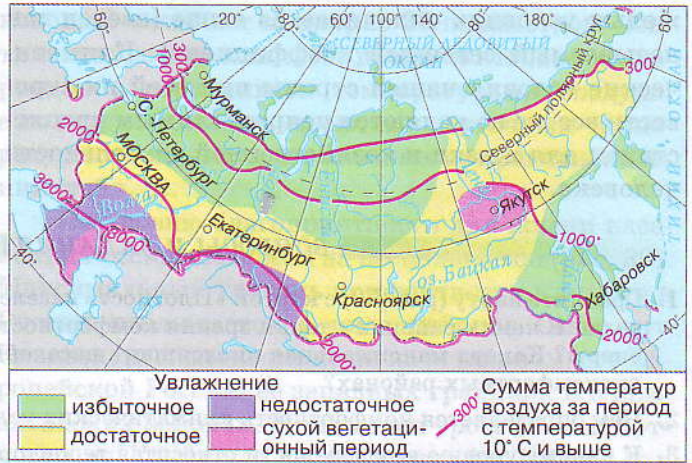 60°
20°
60°
100°
140°
180°
60°
СЕВЕРНЫЙ ЛЕДОВИТЫЙ
ОКЕАН
300°
1000°
300°
Мурманск
Северный полярный круг
С.-Петербург
2000°
МОСКВА
3000°
Волга
3000°
Екатеринбург
Якутск
1000°
оз. Байкал
Красноярск
Хабаровск
2000°
2000°
40°
40°
Увлажнение
избыточное
достаточное
недостаточное
сухой вегетаци-
онный период
300°
Сумма температур
воздуха за период
с температурой
10° С и выше